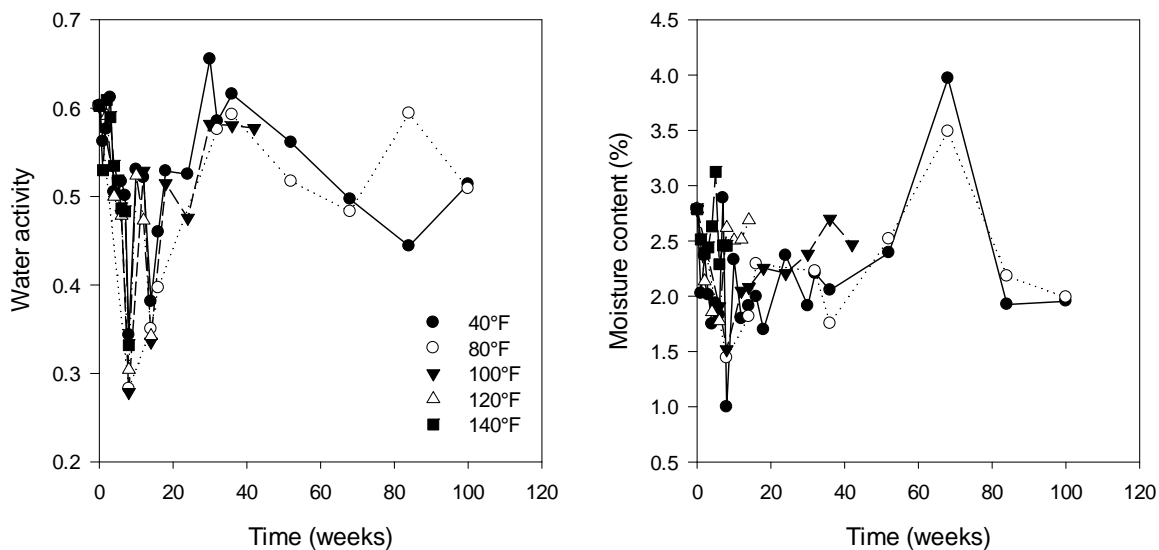 0.7
0.6
0.5
0.4
0.3
0.2
Water activity
0 20 40 60 80 100 120
Time (weeks)
40°F
80°F
100°F
120°F
140°F
4.5
4.0
3.5
3.0
2.5
2.0
1.5
1.0
0.5
Moisture content (%)
0 20 40 60 80 100 120
Time (weeks)